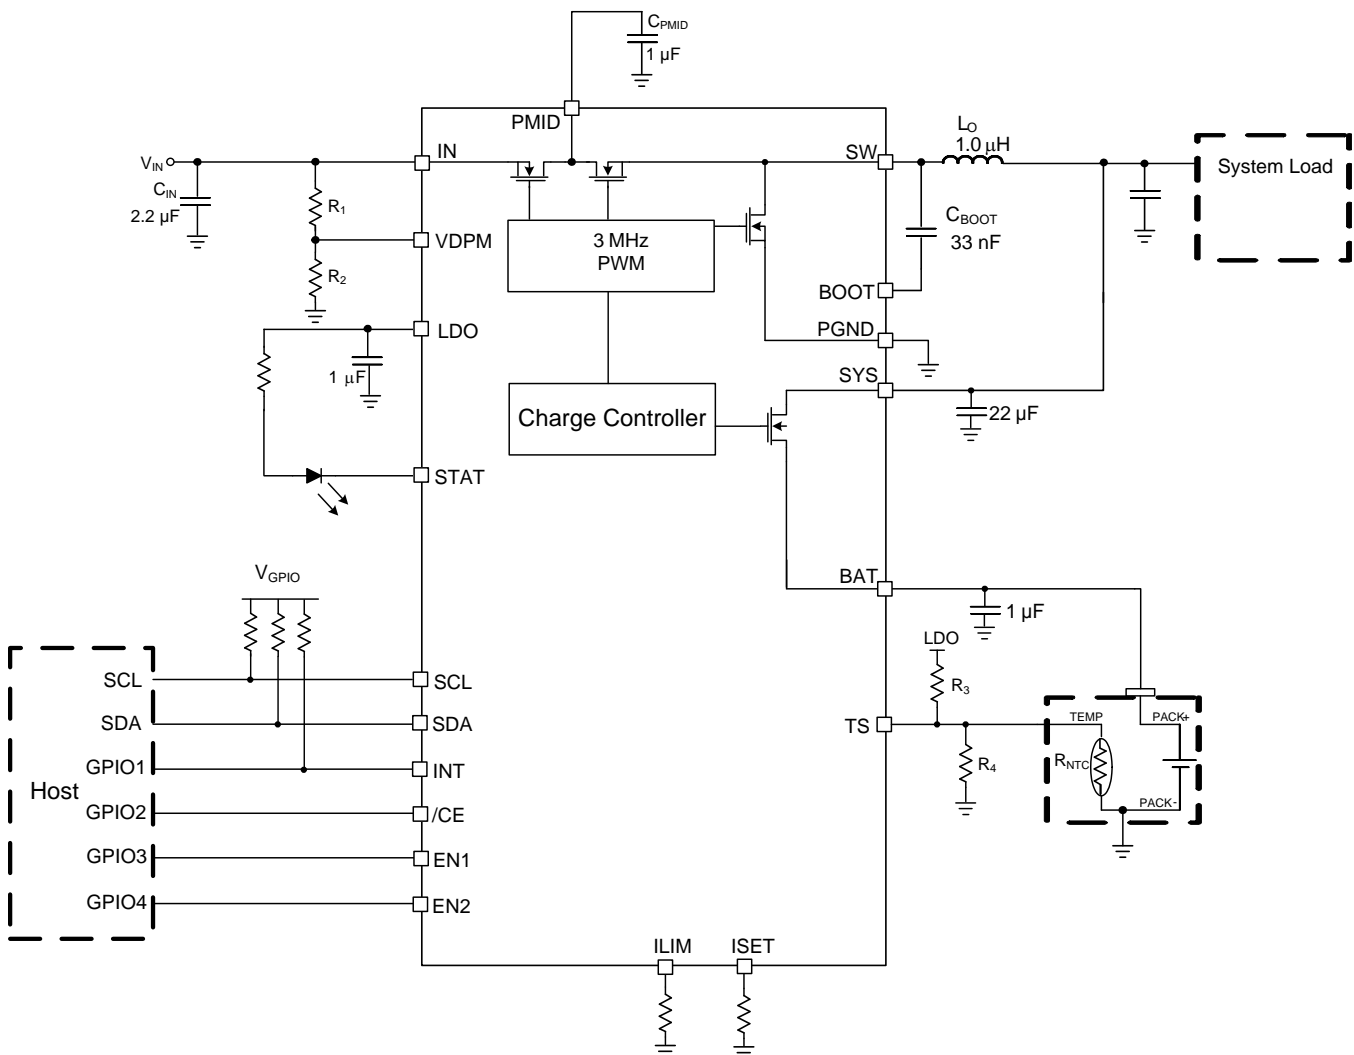 CPMID
1 µF
PMID
VIN
IN
SW
LO
1.0 µH
System Load
CIN
2.2 µF
R1
VDPM
3 MHz
PWM
CBOOT
33 nF
R2
BOOT
LDO
PGND
1 µF
SYS
Charge Controller
22 µF
STAT
VGPIO
BAT
1 µF
LDO
R3
Host
SCL
SCL
SDA
SDA
TS
TEMP
PACK+
GPIO1
INT
R4
RNTC
GPIO2
/CE
PACK-
GPIO3
EN1
GPIO4
EN2
ILIM
ISET